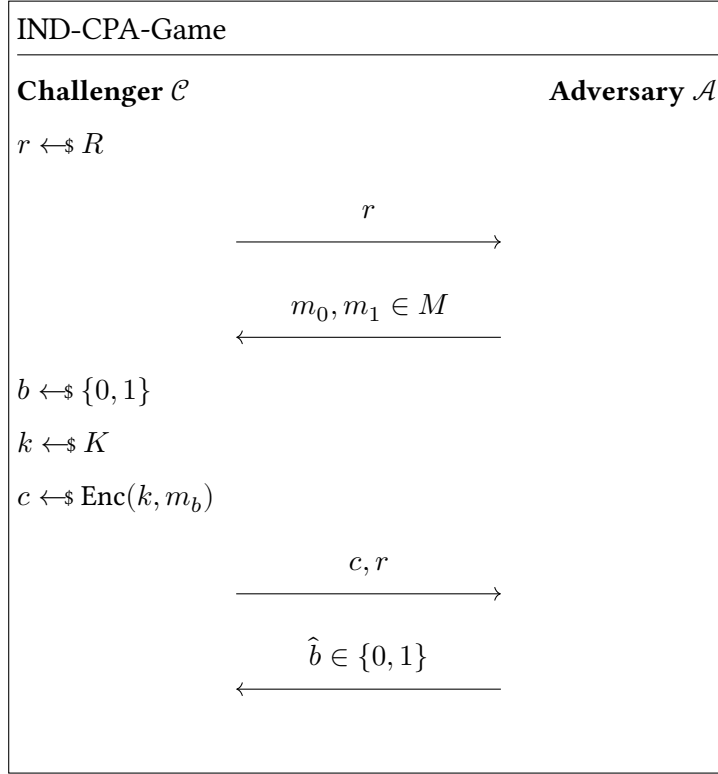 IND-CPA-Game
Challenger 𝒞 Adversary 𝒜
r ←$ R
r
m₀, m₁ ∈ M
b ←$ {0, 1}
k ←$ K
c ←$ Enc(k, m_b)
c, r
b̂ ∈ {0, 1}